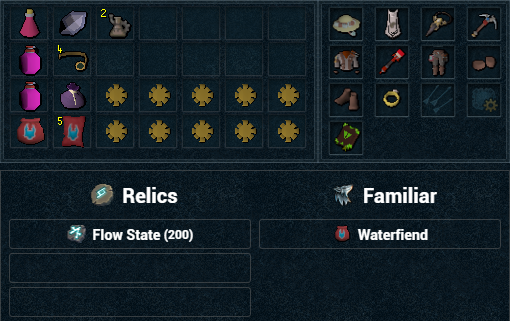 2
4
5
Relics
Familiar
Flow State (200)
Waterfiend